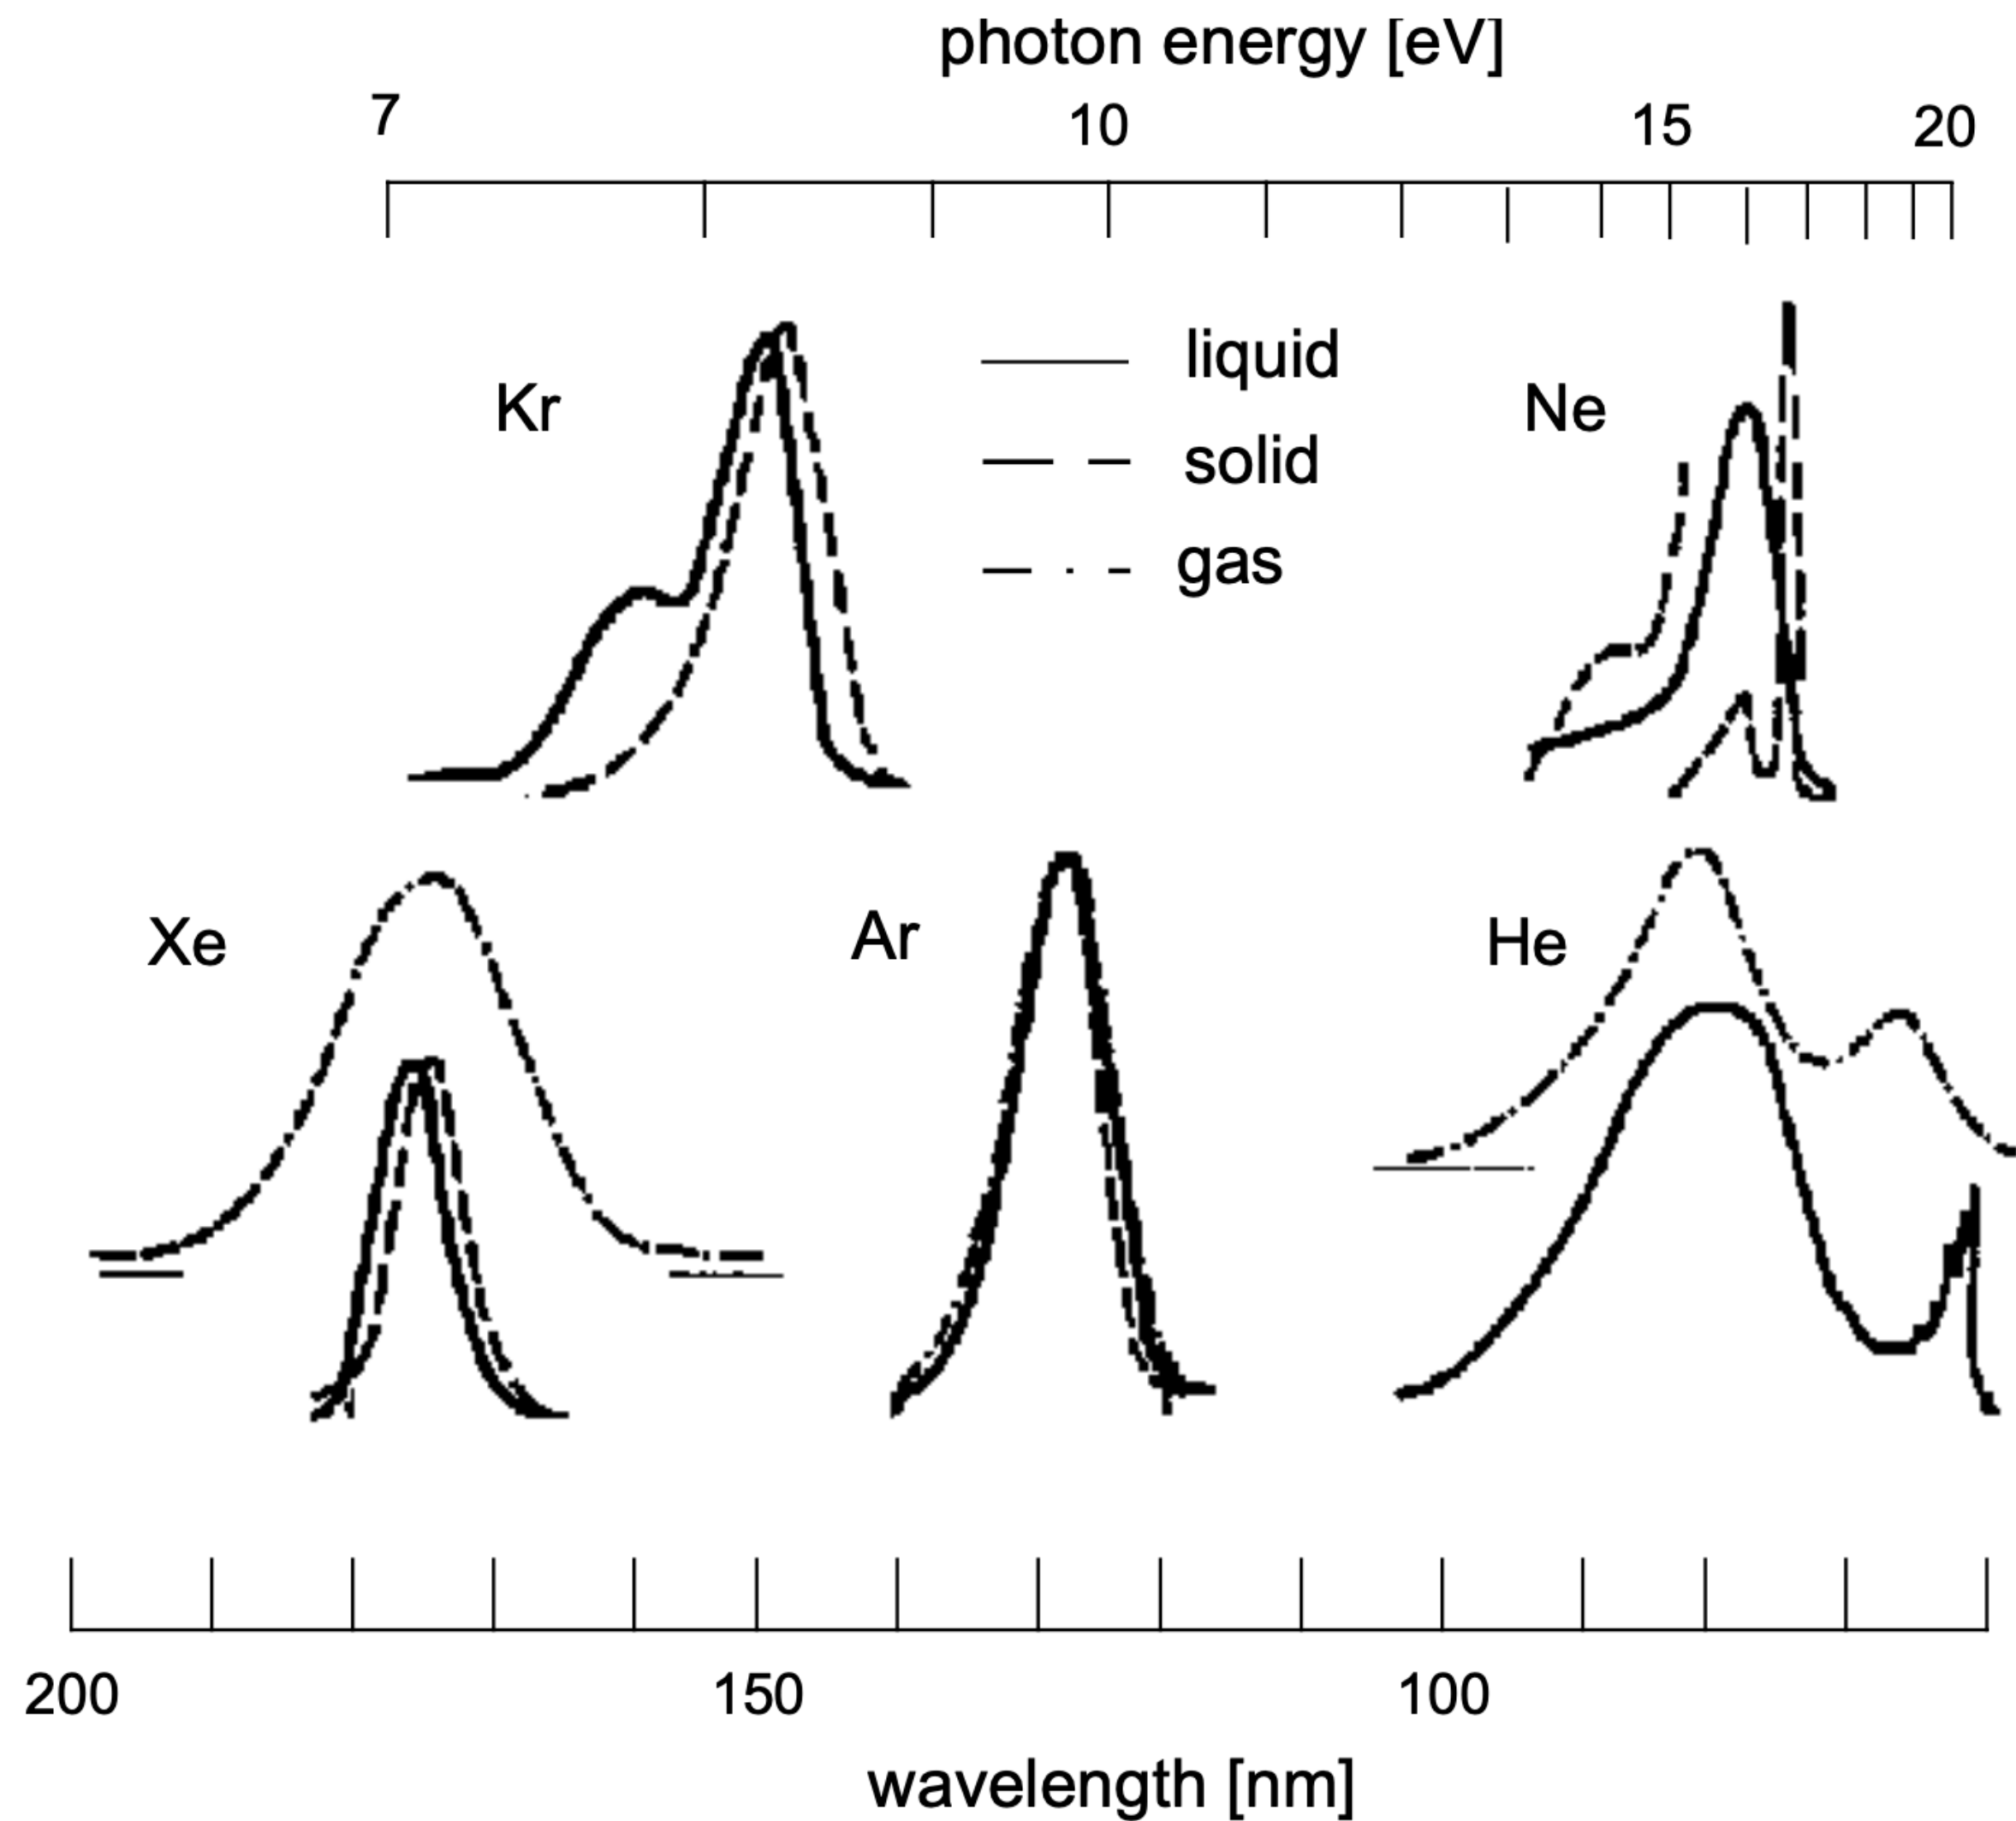 photon energy [eV]
7 10 15 20
Kr
liquid
Ne
solid
gas
Xe
Ar
He
200 150 100
wavelength [nm]